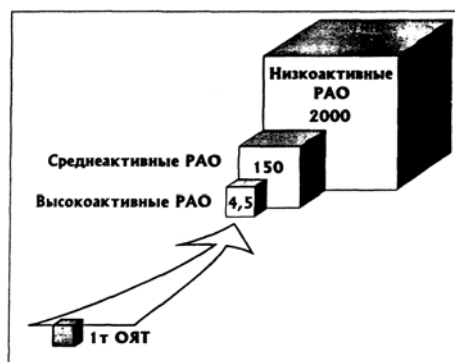 Низкоактивные
РАО
2000
Среднеактивные РАО
150
Высокоактивные РАО
4,5
1т ОЯТ